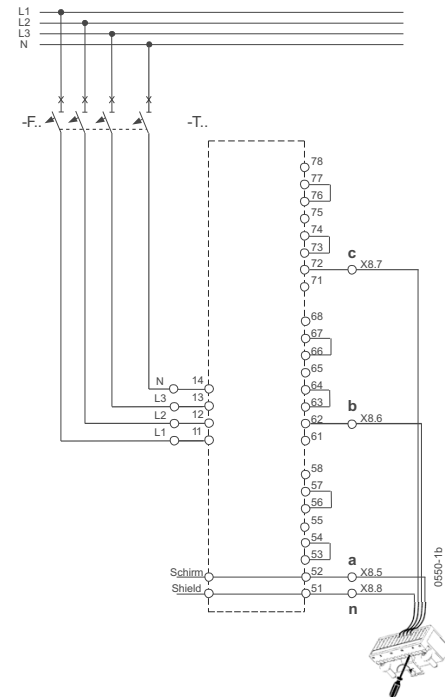 L1
L2
L3
N
-F..
-T..
78
77
76
75
74
73
c
72
X8.7
71
68
67
66
65
N
14
64
L3
13
63
b
L2
12
62
X8.6
L1
11
61
58
57
56
55
54
53
a
Schirm
52
X8.5
Shield
51
X8.8
n
0550-1b